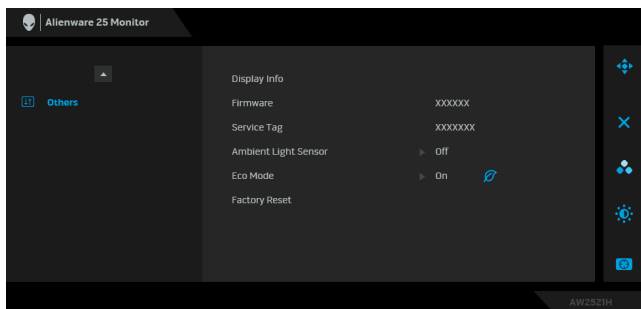 Alienware 25 Monitor
Others
Display Info
Firmware XXXXXX
Service Tag XXXXXXX
Ambient Light Sensor Off
Eco Mode On
Factory Reset
AW2521H